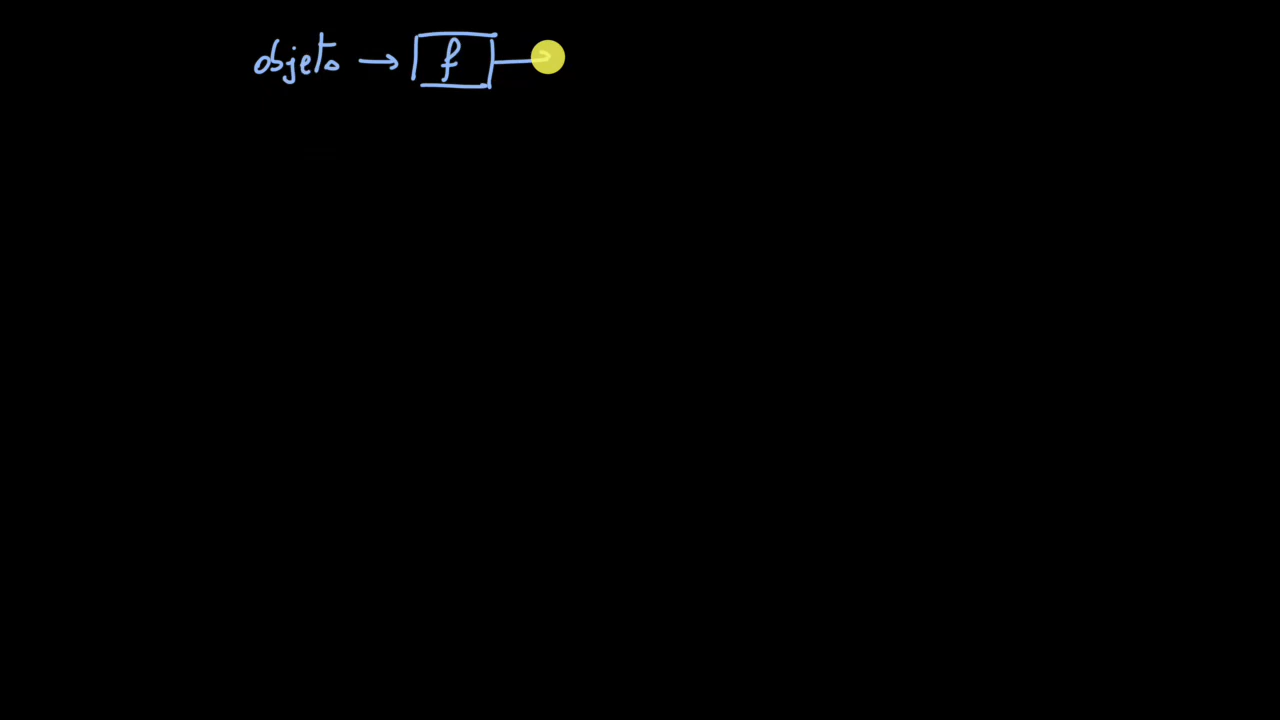 objeto → f →